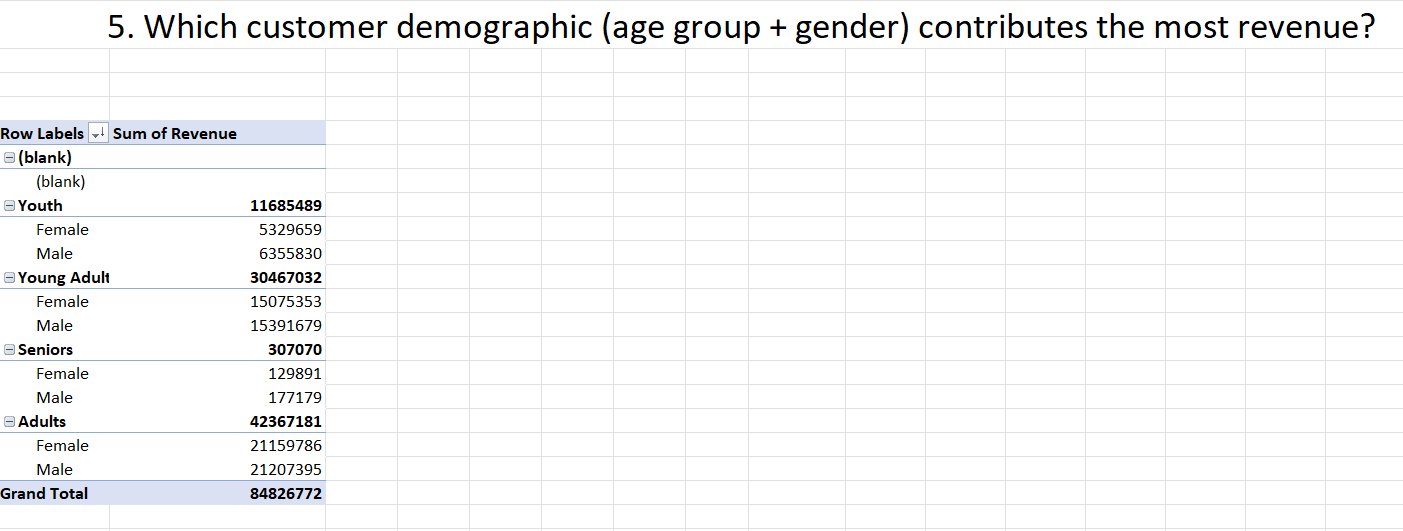 5. Which customer demographic (age group + gender) contributes the most revenue?
Row Labels Sum of Revenue
(blank)
(blank)
Youth 11685489
Female 5329659
Male 6355830
Young Adult 30467032
Female 15075353
Male 15391679
Seniors 307070
Female 129891
Male 177179
Adults 42367181
Female 21159786
Male 21207395
Grand Total 84826772